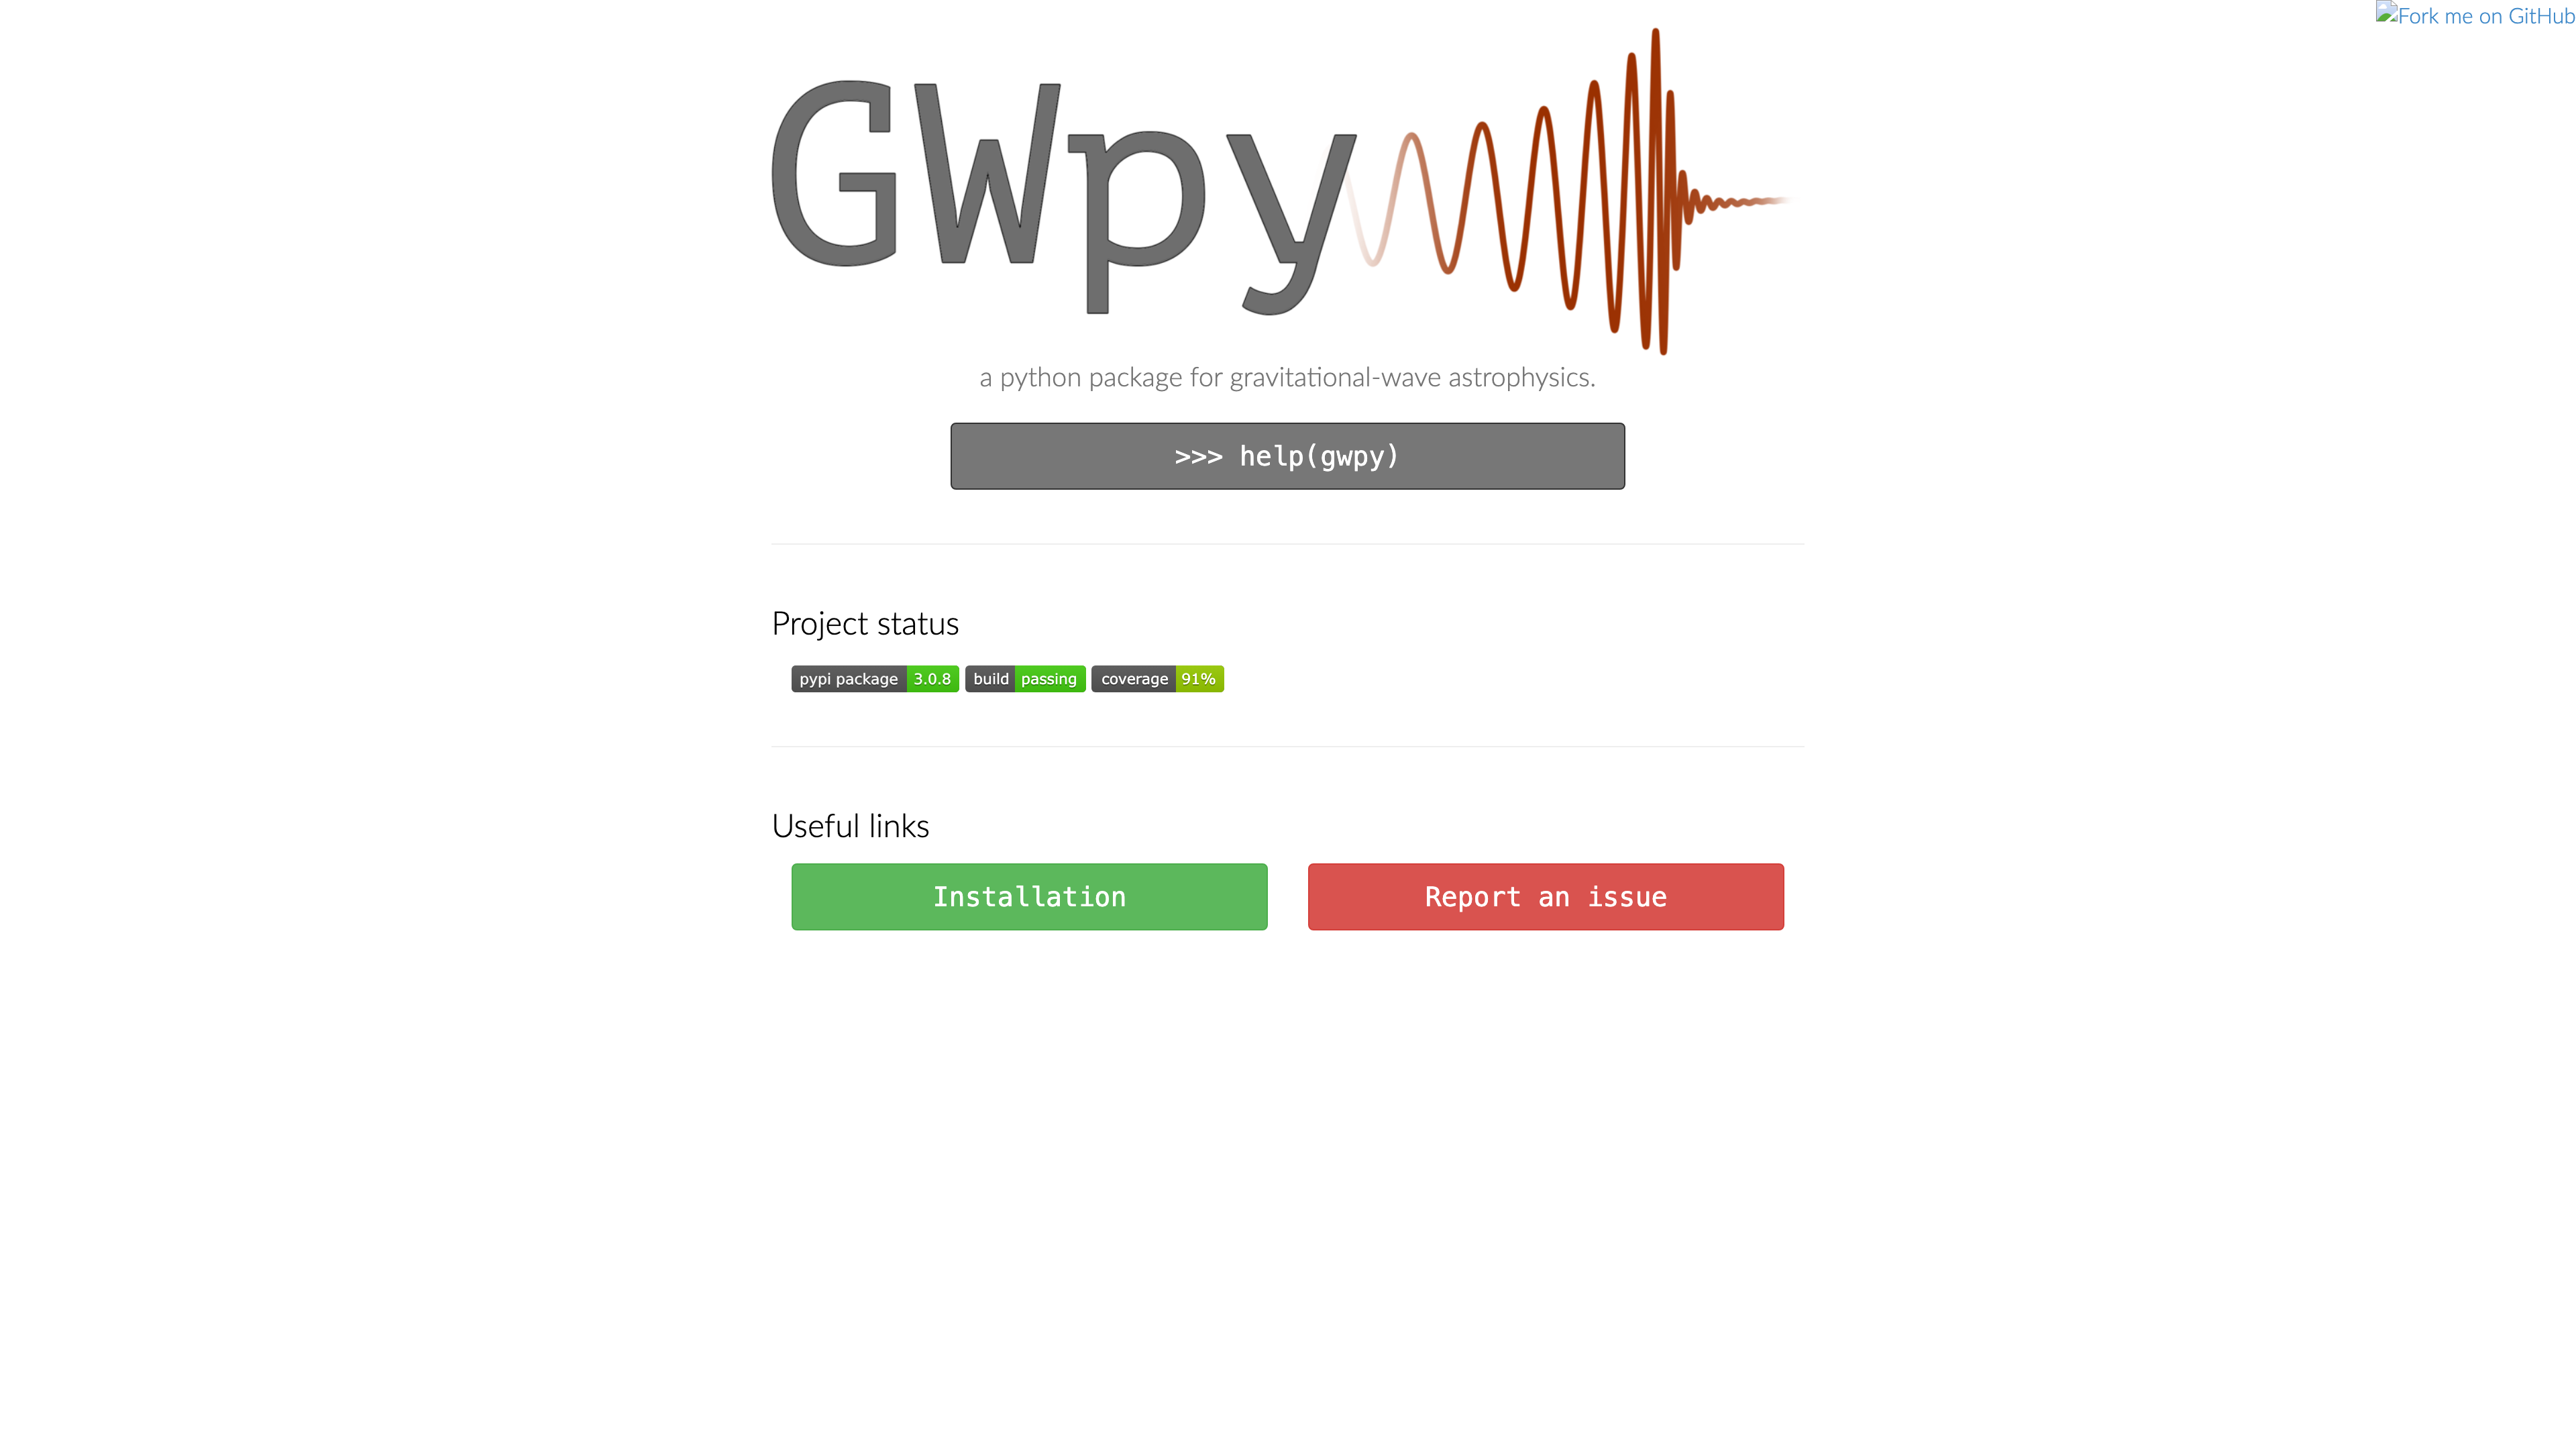 Fork me on GitHub
GWpy
a python package for gravitational-wave astrophysics.
>>> help(gwpy)
Project status
pypi package 3.0.8 build passing coverage 91%
Useful links
Installation Report an issue